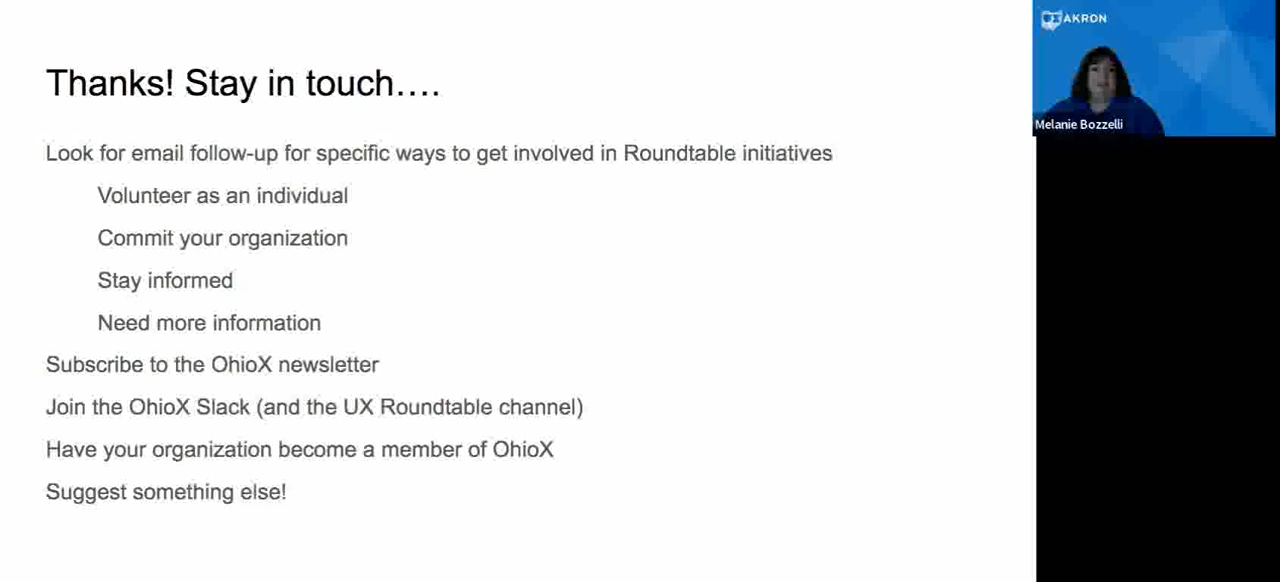 Thanks! Stay in touch….
Look for email follow-up for specific ways to get involved in Roundtable initiatives
Volunteer as an individual
Commit your organization
Stay informed
Need more information
Subscribe to the OhioX newsletter
Join the OhioX Slack (and the UX Roundtable channel)
Have your organization become a member of OhioX
Suggest something else!
UX AKRON
Melanie Bozzelli